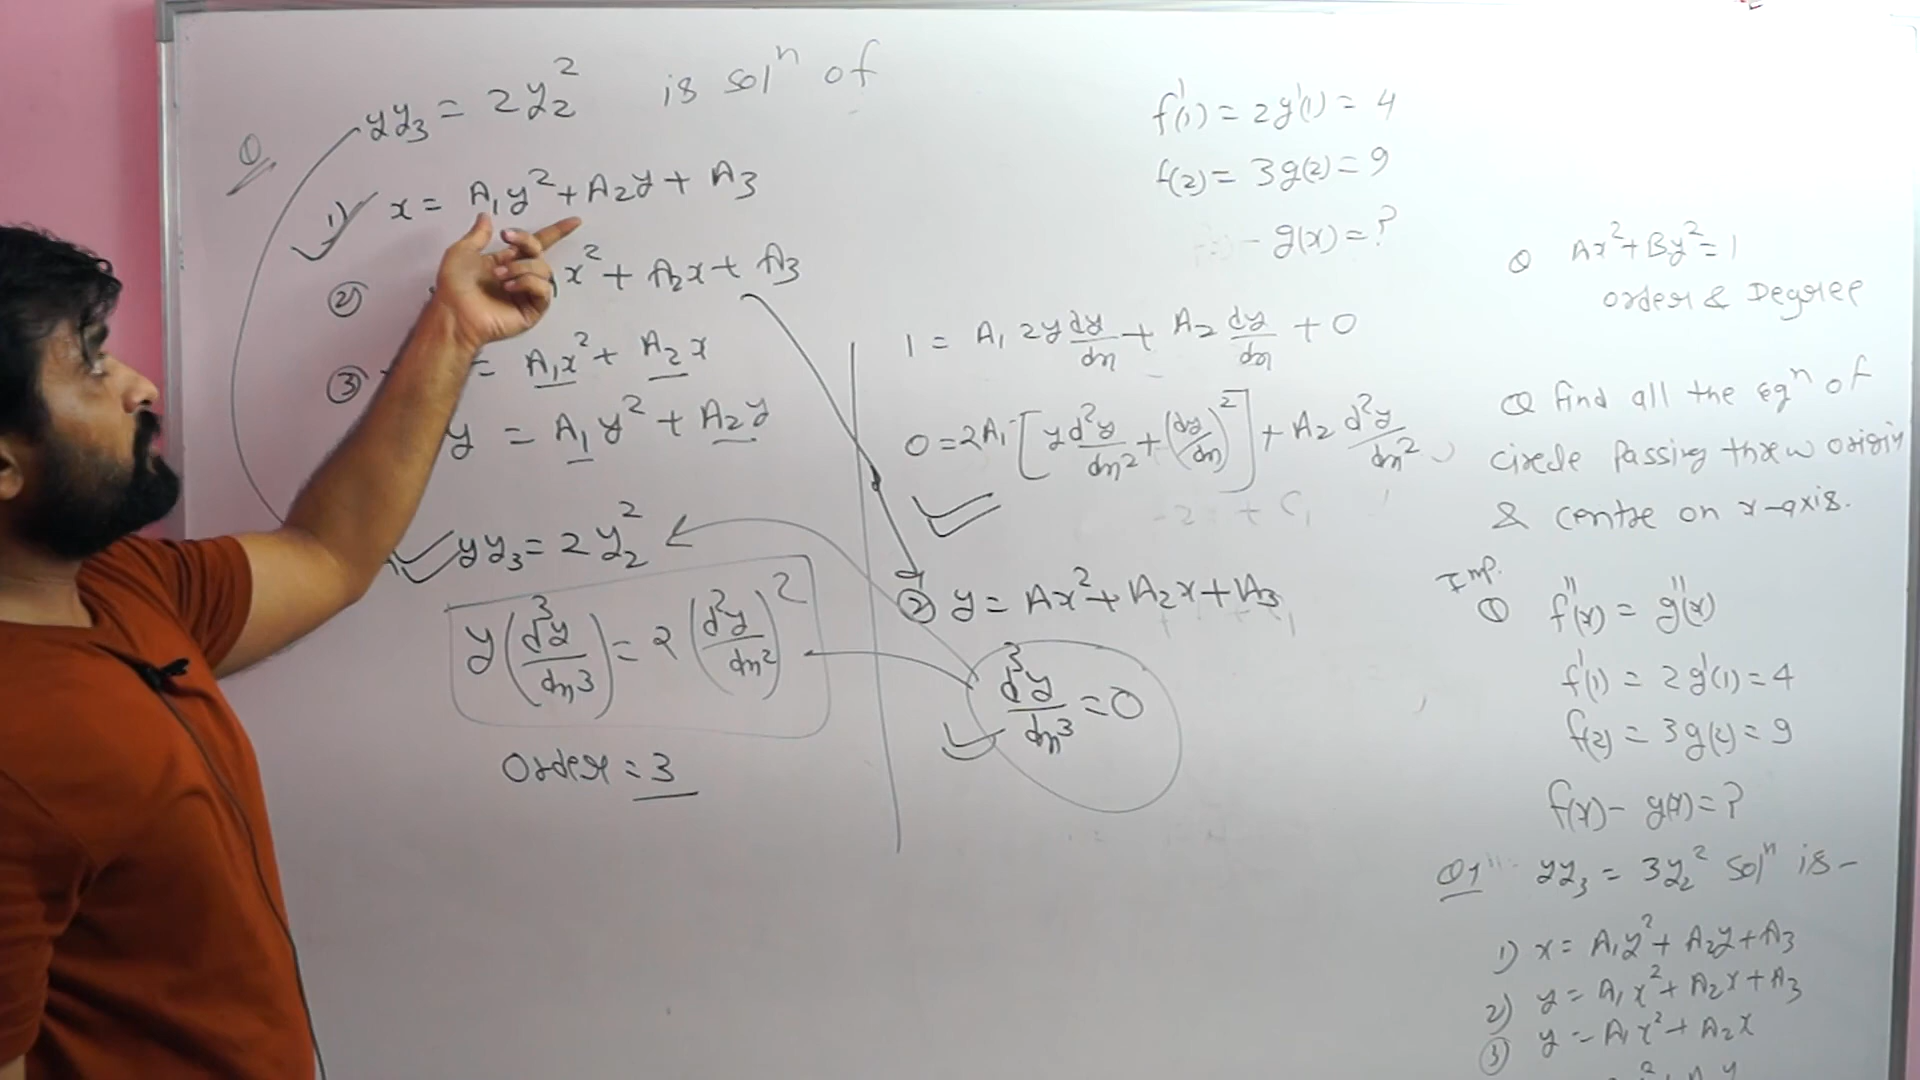 Q yy₃ = 2y₂² is solⁿ of
1) x = A₁y² + A₂y + A₃
② x² + A₂x + A₃
③ = A₁x² + A₂x
y = A₁y² + A₂y
yy₃ = 2y₂²
y(d³y/dx³) = 2(d²y/dx²)²
Order = 3
f'(1) = 2g'(1) = 4
f(2) = 3g(2) = 9
- g(x) = ?
1 = A₁ 2y dy/dx + A₂ dy/dx + 0
0 = 2A₁ [y d²y/dx² + (dy/dx)²] + A₂ d²y/dx²
② y = Ax² + A₂x + A₃
d³y/dx³ = 0
Q Ax² + By² = 1
Order & Degree
Q find all the eqⁿ of
circle Passing threw origin
& centre on x-axis.
Imp.
Q f''(x) = g''(x)
f'(1) = 2g'(1) = 4
f(2) = 3g(2) = 9
f(x) - g(x) = ?
Q1 yy₃ = 3y₂² solⁿ is -
1) x = A₁y² + A₂y + A₃
2) y = A₁x² + A₂x + A₃
③ y = A₁x² + A₂x